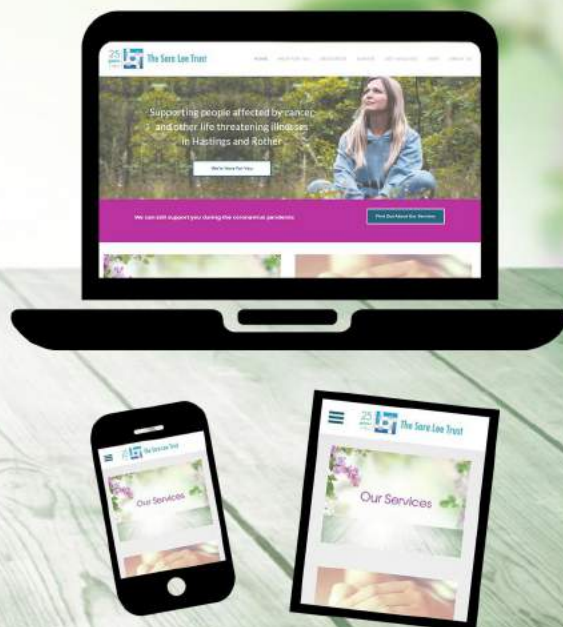 25
The Sara Lee Trust
HOME
Supporting people affected by cancer
and other life threatening illnesses
in Hastings and Rother
We're Here For You
We can still support you during the coronavirus pandemic
Find Out About Our Services
25
The Sara Lee Trust
Our Services
25
The Sara Lee Trust
Our Services